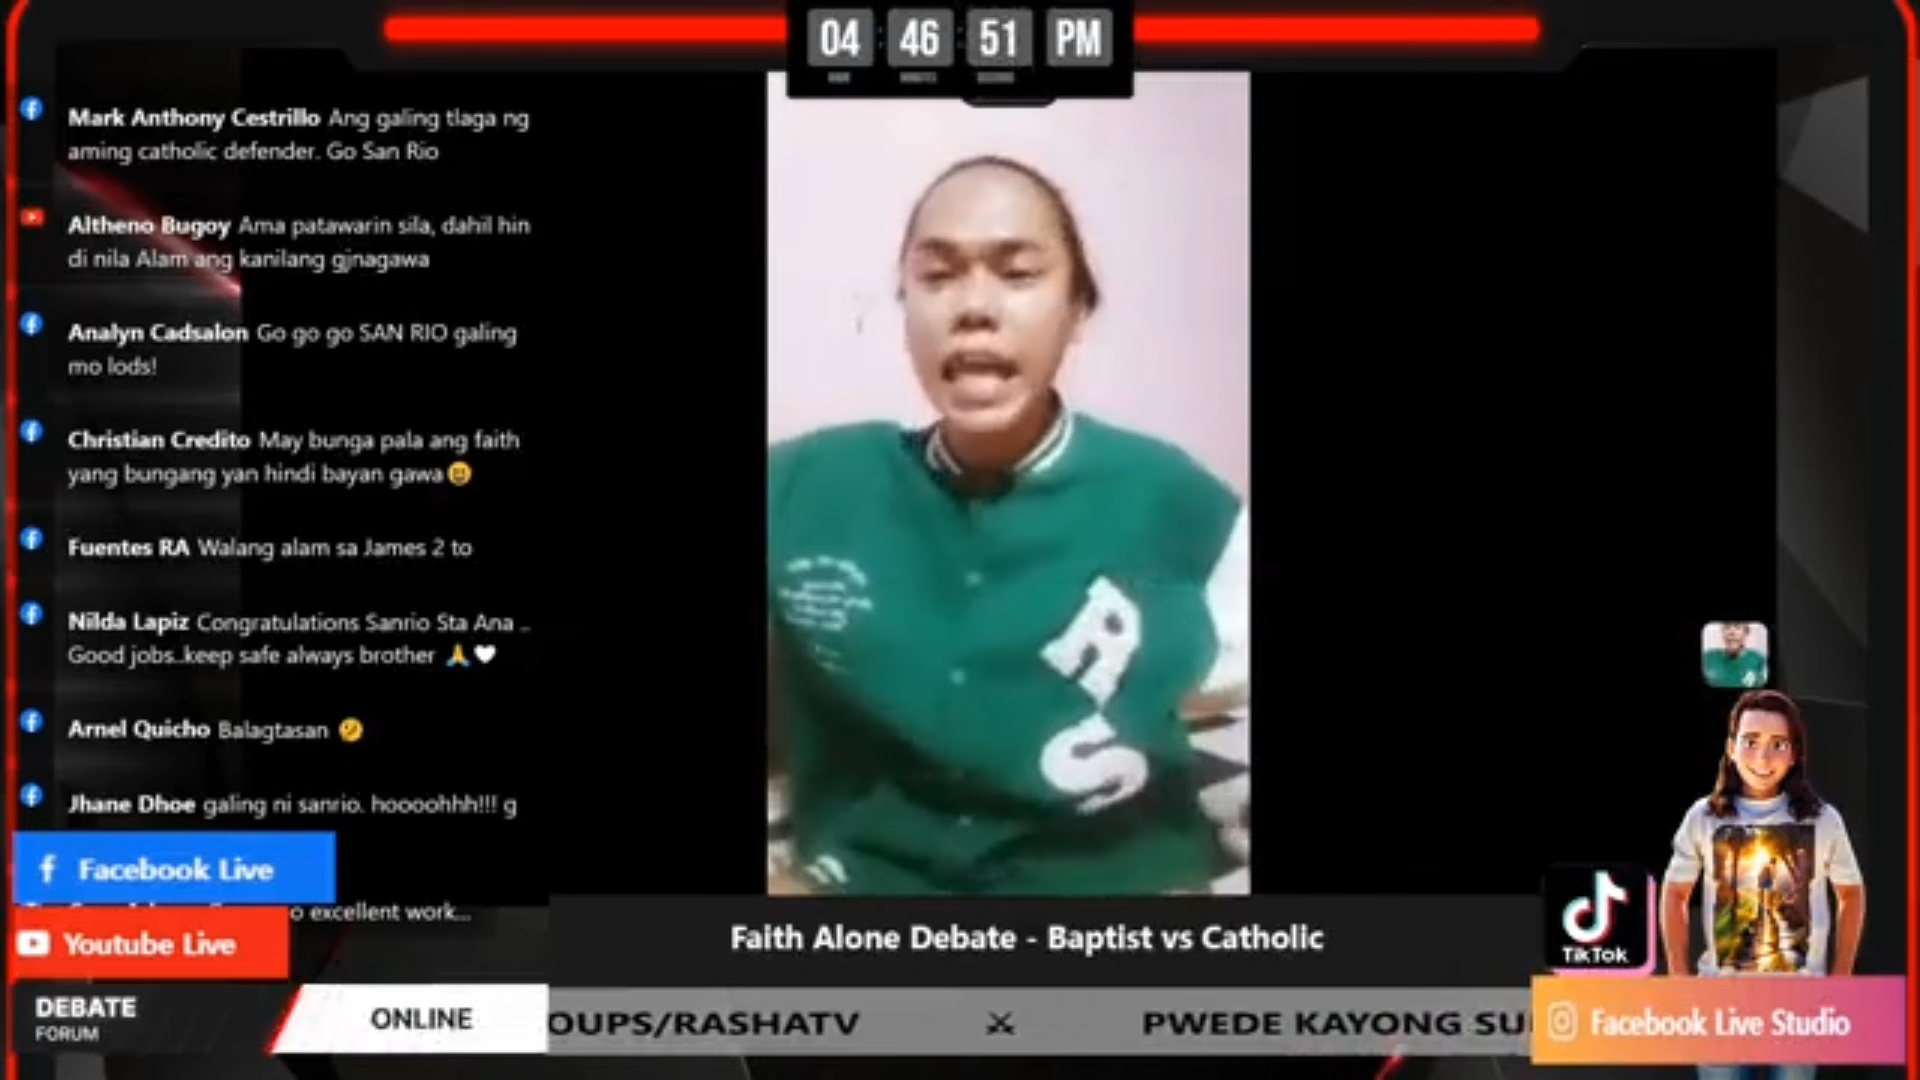 04 46 51 PM
Mark Anthony Cestrillo Ang galing tlaga ng
aming catholic defender. Go San Rio
Altheno Bugoy Ama patawarin sila, dahil hin
di nila Alam ang kanilang gjnagawa
Analyn Cadsalon Go go go SAN RIO galing
mo lods!
Christian Credito May bunga pala ang faith
yang bungang yan hindi bayan gawa😆
Fuentes RA Walang alam sa James 2 to
Nilda Lapiz Congratulations Sanrio Sta Ana ..
Good jobs..keep safe always brother 🙏🤍
Arnel Quicho Balagtasan 🤣
Jhane Dhoe galing ni sanrio. hoooohhh!!! g
Facebook Live
o excellent work...
Youtube Live
R
S
Faith Alone Debate - Baptist vs Catholic
TikTok
DEBATE
FORUM
ONLINE
OUPS/RASHATV ⚔ PWEDE KAYONG SU
Facebook Live Studio